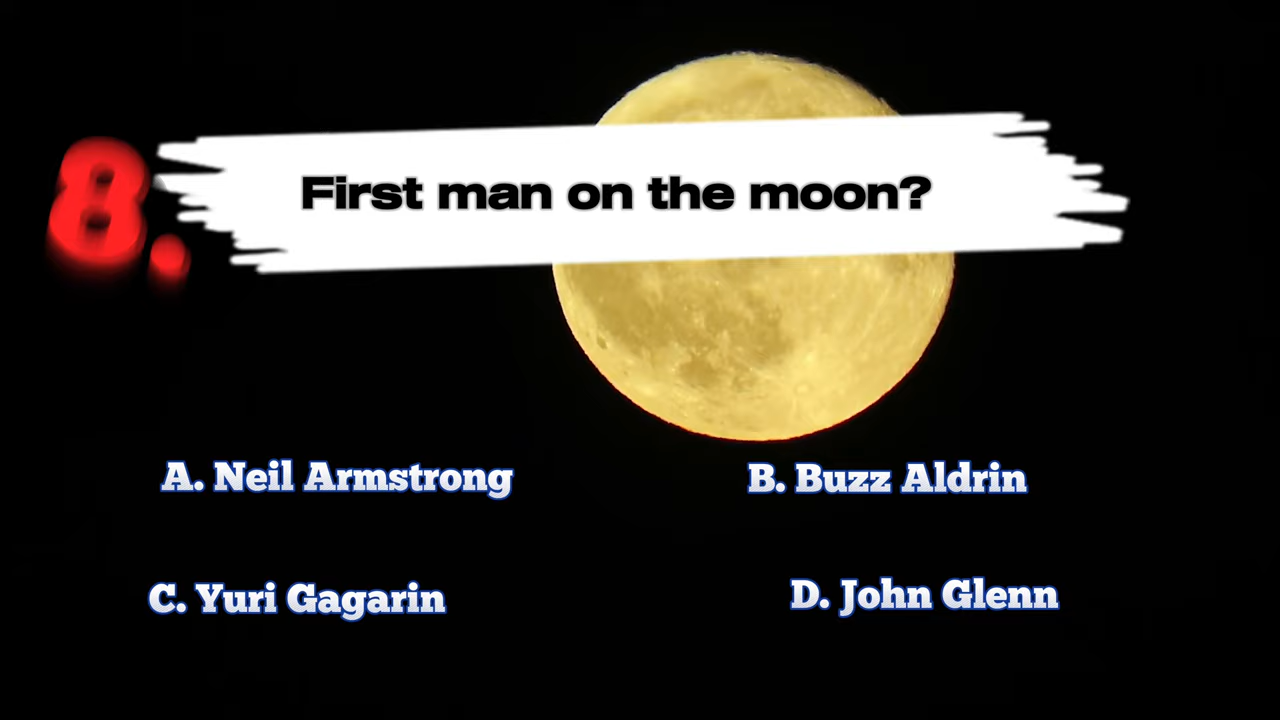 8.
First man on the moon?
A. Neil Armstrong
B. Buzz Aldrin
C. Yuri Gagarin
D. John Glenn